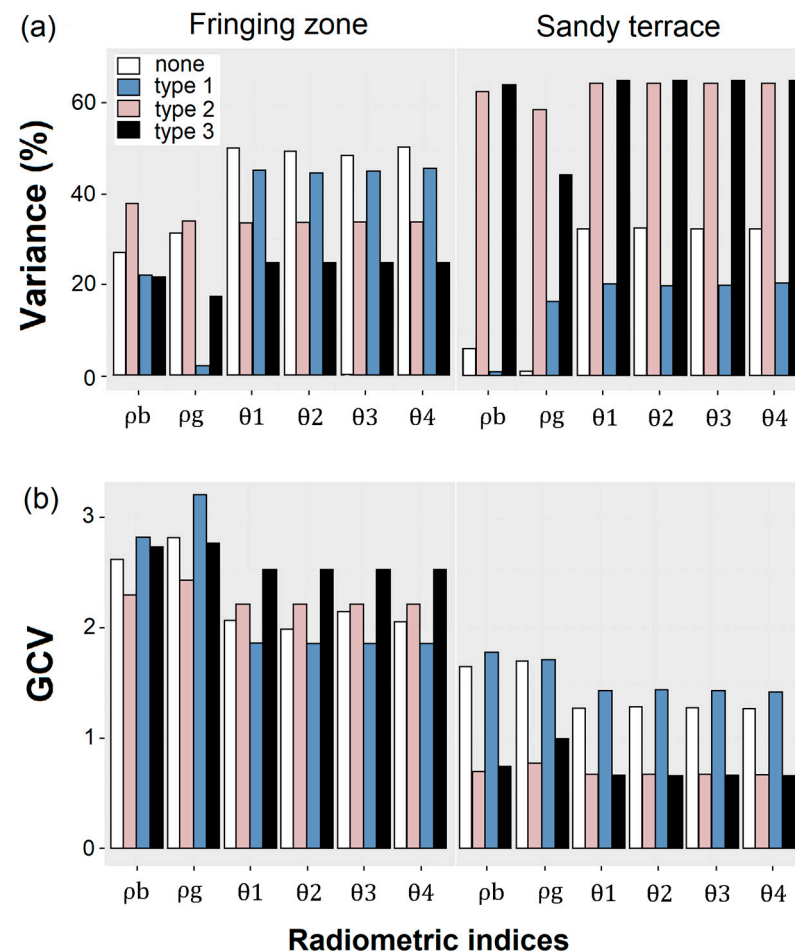 (a) Fringing zone Sandy terrace
none
type 1
type 2
type 3
Variance (%)
60
40
20
0
ρb ρg θ1 θ2 θ3 θ4 ρb ρg θ1 θ2 θ3 θ4
(b)
GCV
3
2
1
0
ρb ρg θ1 θ2 θ3 θ4 ρb ρg θ1 θ2 θ3 θ4
Radiometric indices